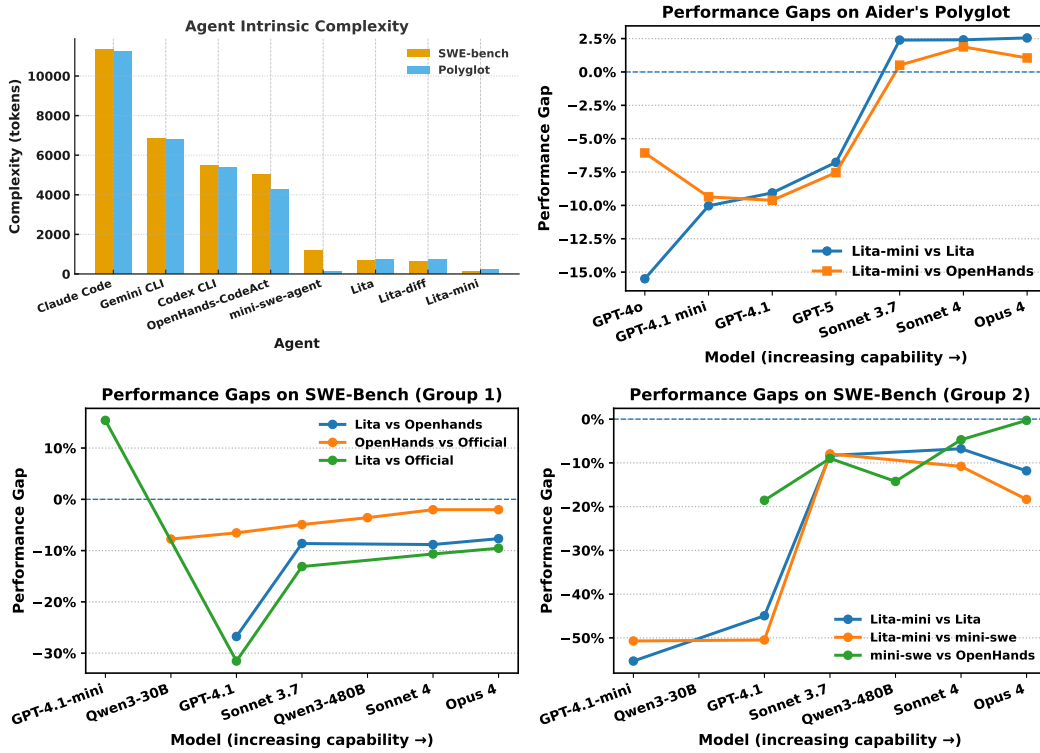 Agent Intrinsic Complexity
Complexity (tokens)
10000
8000
6000
4000
2000
0
SWE-bench
Polyglot
Claude Code
Gemini CLI
Codex CLI
OpenHands-CodeAct
mini-swe-agent
Lita
Lita-diff
Lita-mini
Agent
Performance Gaps on Aider's Polyglot
Performance Gap
2.5%
0.0%
−2.5%
−5.0%
−7.5%
−10.0%
−12.5%
−15.0%
Lita-mini vs Lita
Lita-mini vs OpenHands
GPT-4o
GPT-4.1 mini
GPT-4.1
GPT-5
Sonnet 3.7
Sonnet 4
Opus 4
Model (increasing capability →)
Performance Gaps on SWE-Bench (Group 1)
Performance Gap
10%
0%
−10%
−20%
−30%
Lita vs Openhands
OpenHands vs Official
Lita vs Official
GPT-4.1-mini
Qwen3-30B
GPT-4.1
Sonnet 3.7
Qwen3-480B
Sonnet 4
Opus 4
Model (increasing capability →)
Performance Gaps on SWE-Bench (Group 2)
Performance Gap
0%
−10%
−20%
−30%
−40%
−50%
Lita-mini vs Lita
Lita-mini vs mini-swe
mini-swe vs OpenHands
GPT-4.1-mini
Qwen3-30B
GPT-4.1
Sonnet 3.7
Qwen3-480B
Sonnet 4
Opus 4
Model (increasing capability →)